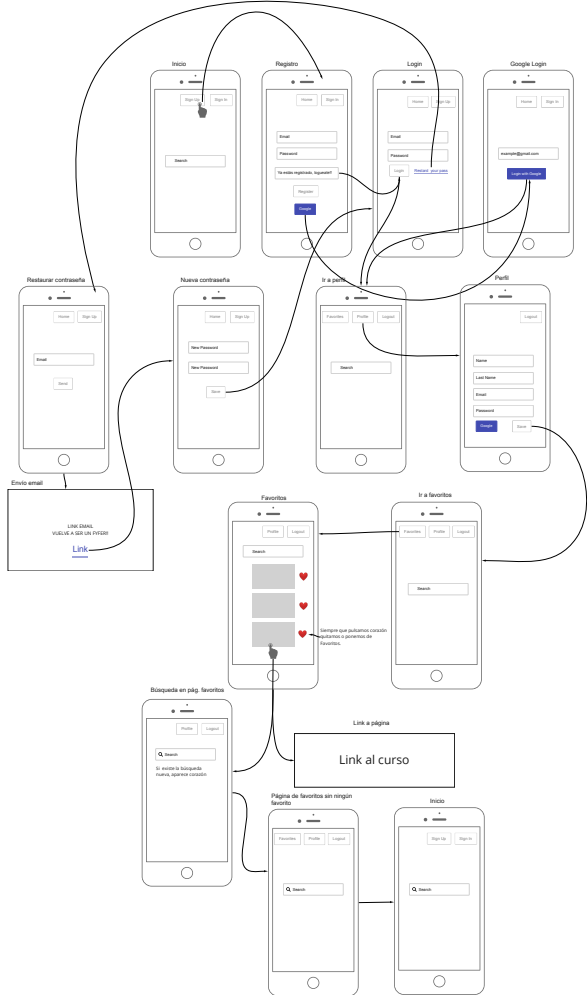 Inicio
Sign Up
Sign In
Search
Registro
Home
Sign In
Email
Password
Ya estás registrado, logueate!!
Register
Google
Login
Home
Sign Up
Email
Password
Login
Restaint your pass
Google Login
Home
Sign In
example@gmail.com
Login with Google
Restaurar contraseña
Home
Sign Up
Email
Send
Nueva contraseña
Home
Sign Up
New Password
New Password
Save
Ir a perfil
Favorites
Profile
Logout
Search
Perfil
Logout
Name
Last Name
Email
Password
Google
Save
Envío email
LINK EMAIL
VUELVE A SER UN FYFER!!
Link
Favoritos
Profile
Logout
Search
Siempre que pulsamos corazón
quitamos o ponemos de
Favoritos.
Ir a favoritos
Favorites
Profile
Logout
Search
Búsqueda en pág. favoritos
Profile
Logout
Search
Si existe la búsqueda
nueva, aparece corazón
Link a página
Link al curso
Página de favoritos sin ningún
favorito
Favorites
Profile
Logout
Search
Inicio
Sign Up
Sign In
Search